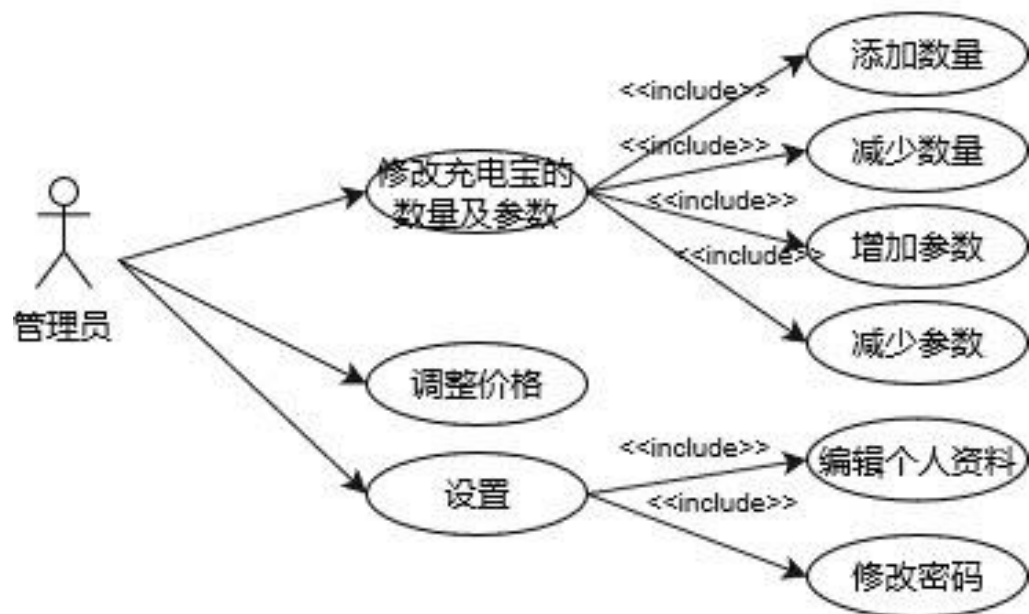 添加数量
<<include>>
<<include>>
减少数量
修改充电宝的
数量及参数
<<include>>
增加参数
<<include>>
管理员
减少参数
调整价格
<<include>>
编辑个人资料
设置
<<include>>
修改密码